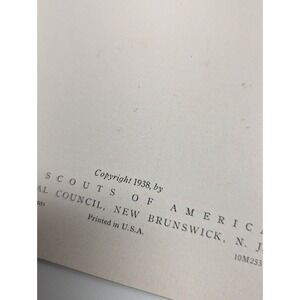 Copyright 1938, by
SCOUTS OF AMERICA
COUNCIL, NEW BRUNSWICK, N. J.
Printed in U.S.A.